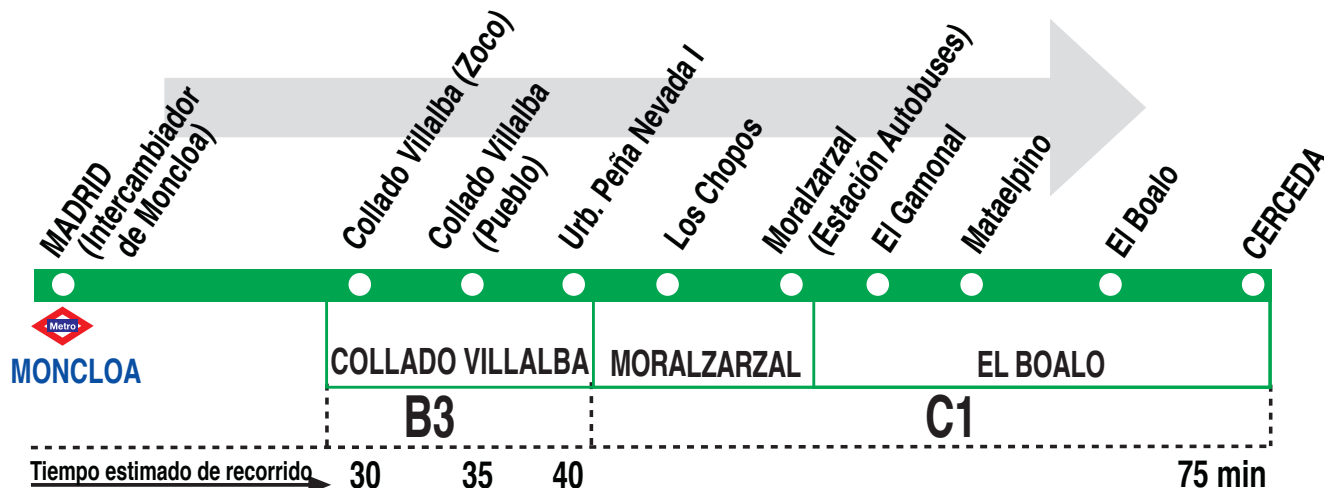 MADRID
(Intercambiador
de Moncloa)
Collado Villalba (Zoco)
Collado Villalba
(Pueblo)
Urb. Peña Nevada I
Los Chopos
Moralzarzal
(Estación Autobuses)
El Gamonal
Mataelpino
El Boalo
CERCEDA
Metro
MONCLOA
COLLADO VILLALBA
MORALZARZAL
EL BOALO
B3
C1
Tiempo estimado de recorrido 30 35 40 75 min